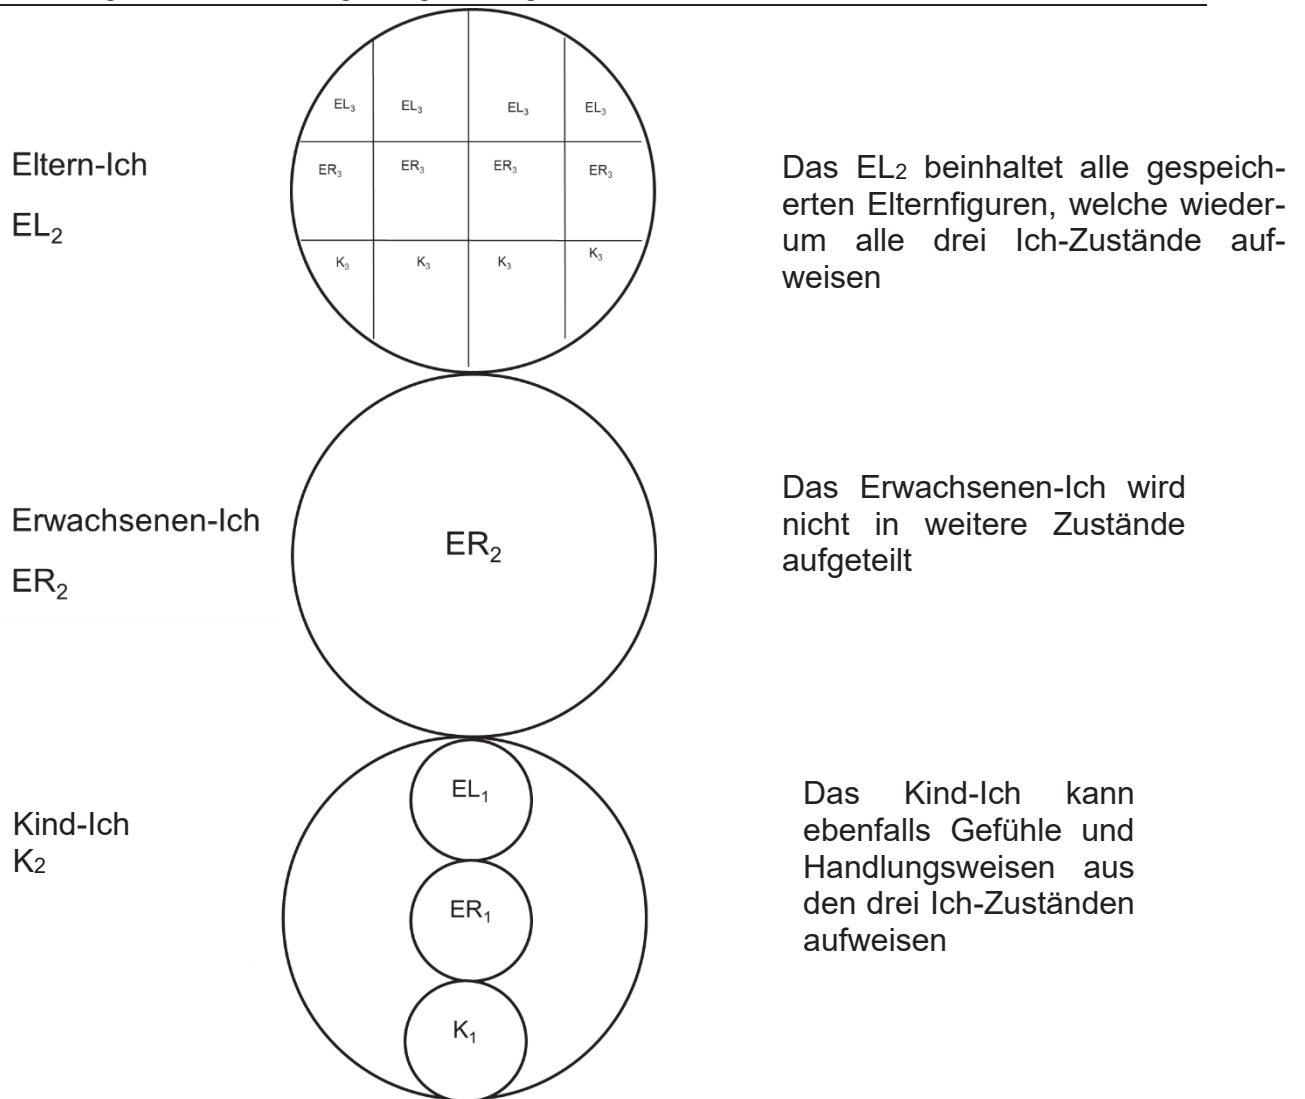 EL₃ EL₃ EL₃ EL₃
Eltern-Ich
EL₂
ER₃ ER₃ ER₃ ER₃
K₃ K₃ K₃ K₃
Das EL2 beinhaltet alle gespeich-
erten Elternfiguren, welche wieder-
um alle drei Ich-Zustände auf-
weisen
Erwachsenen-Ich
ER₂
ER₂
Das Erwachsenen-Ich wird
nicht in weitere Zustände
aufgeteilt
Kind-Ich
K2
EL₁
ER₁
K₁
Das Kind-Ich kann
ebenfalls Gefühle und
Handlungsweisen aus
den drei Ich-Zuständen
aufweisen